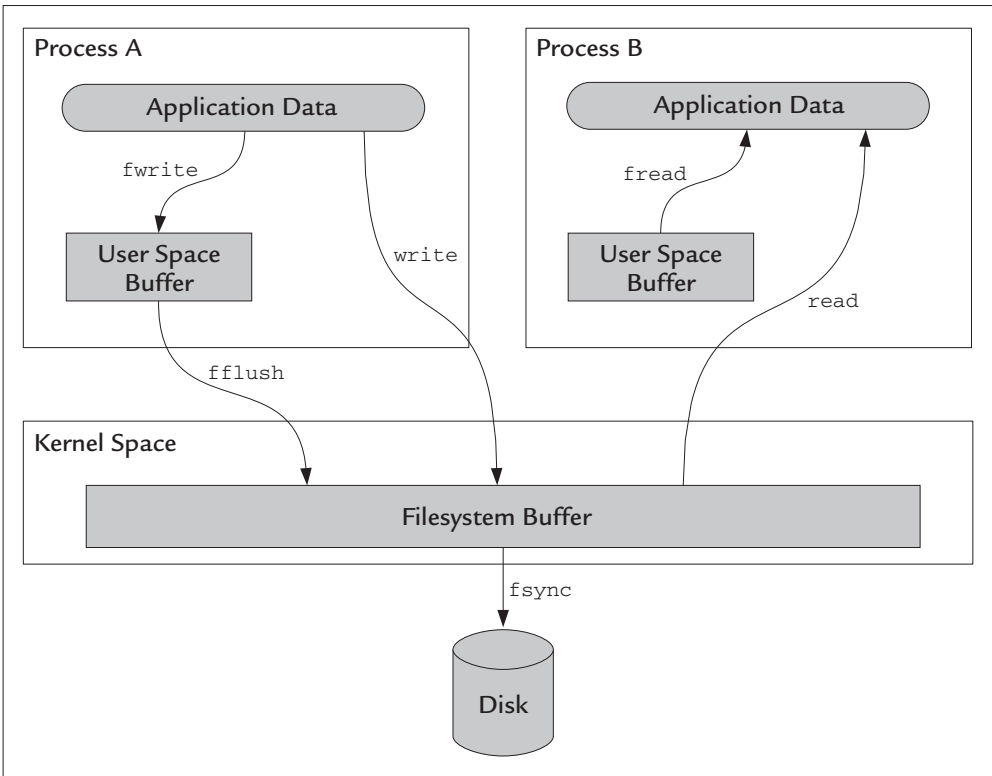 Process A
Application Data
fwrite
User Space
Buffer
write
fflush
Process B
Application Data
fread
User Space
Buffer
read
Kernel Space
Filesystem Buffer
fsync
Disk